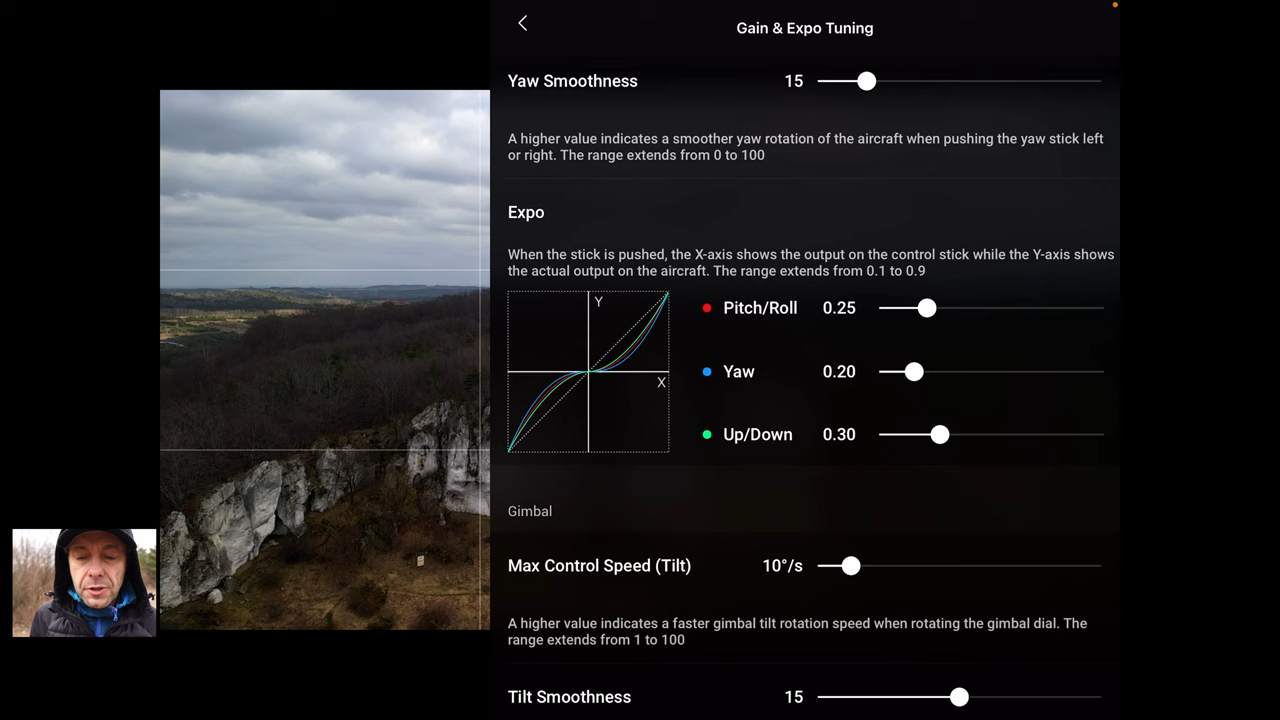 Gain & Expo Tuning
Yaw Smoothness 15
A higher value indicates a smoother yaw rotation of the aircraft when pushing the yaw stick left
or right. The range extends from 0 to 100
Expo
When the stick is pushed, the X-axis shows the output on the control stick while the Y-axis shows
the actual output on the aircraft. The range extends from 0.1 to 0.9
Y
X
Pitch/Roll 0.25
Yaw 0.20
Up/Down 0.30
Gimbal
Max Control Speed (Tilt) 10°/s
A higher value indicates a faster gimbal tilt rotation speed when rotating the gimbal dial. The
range extends from 1 to 100
Tilt Smoothness 15